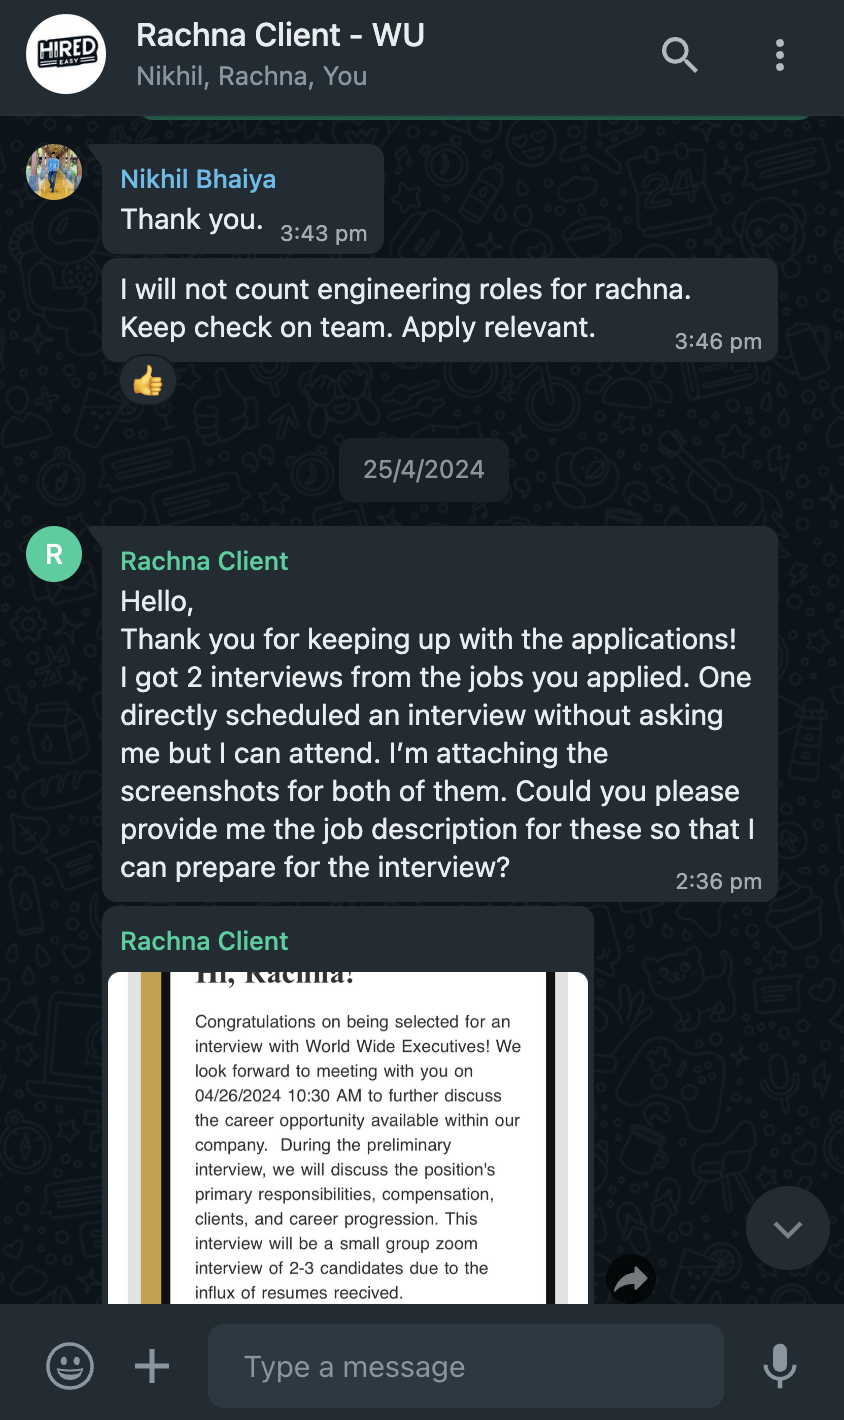 HIRED
EASY
Rachna Client - WU
Nikhil, Rachna, You
Nikhil Bhaiya
Thank you.
3:43 pm
I will not count engineering roles for rachna.
Keep check on team. Apply relevant.
3:46 pm
25/4/2024
R
Rachna Client
Hello,
Thank you for keeping up with the applications!
I got 2 interviews from the jobs you applied. One
directly scheduled an interview without asking
me but I can attend. I’m attaching the
screenshots for both of them. Could you please
provide me the job description for these so that I
can prepare for the interview?
2:36 pm
Rachna Client
Hi, Rachna!
Congratulations on being selected for an
interview with World Wide Executives! We
look forward to meeting with you on
04/26/2024 10:30 AM to further discuss
the career opportunity available within our
company.  During the preliminary
interview, we will discuss the position's
primary responsibilities, compensation,
clients, and career progression. This
interview will be a small group zoom
interview of 2-3 candidates due to the
influx of resumes reecived.
Type a message